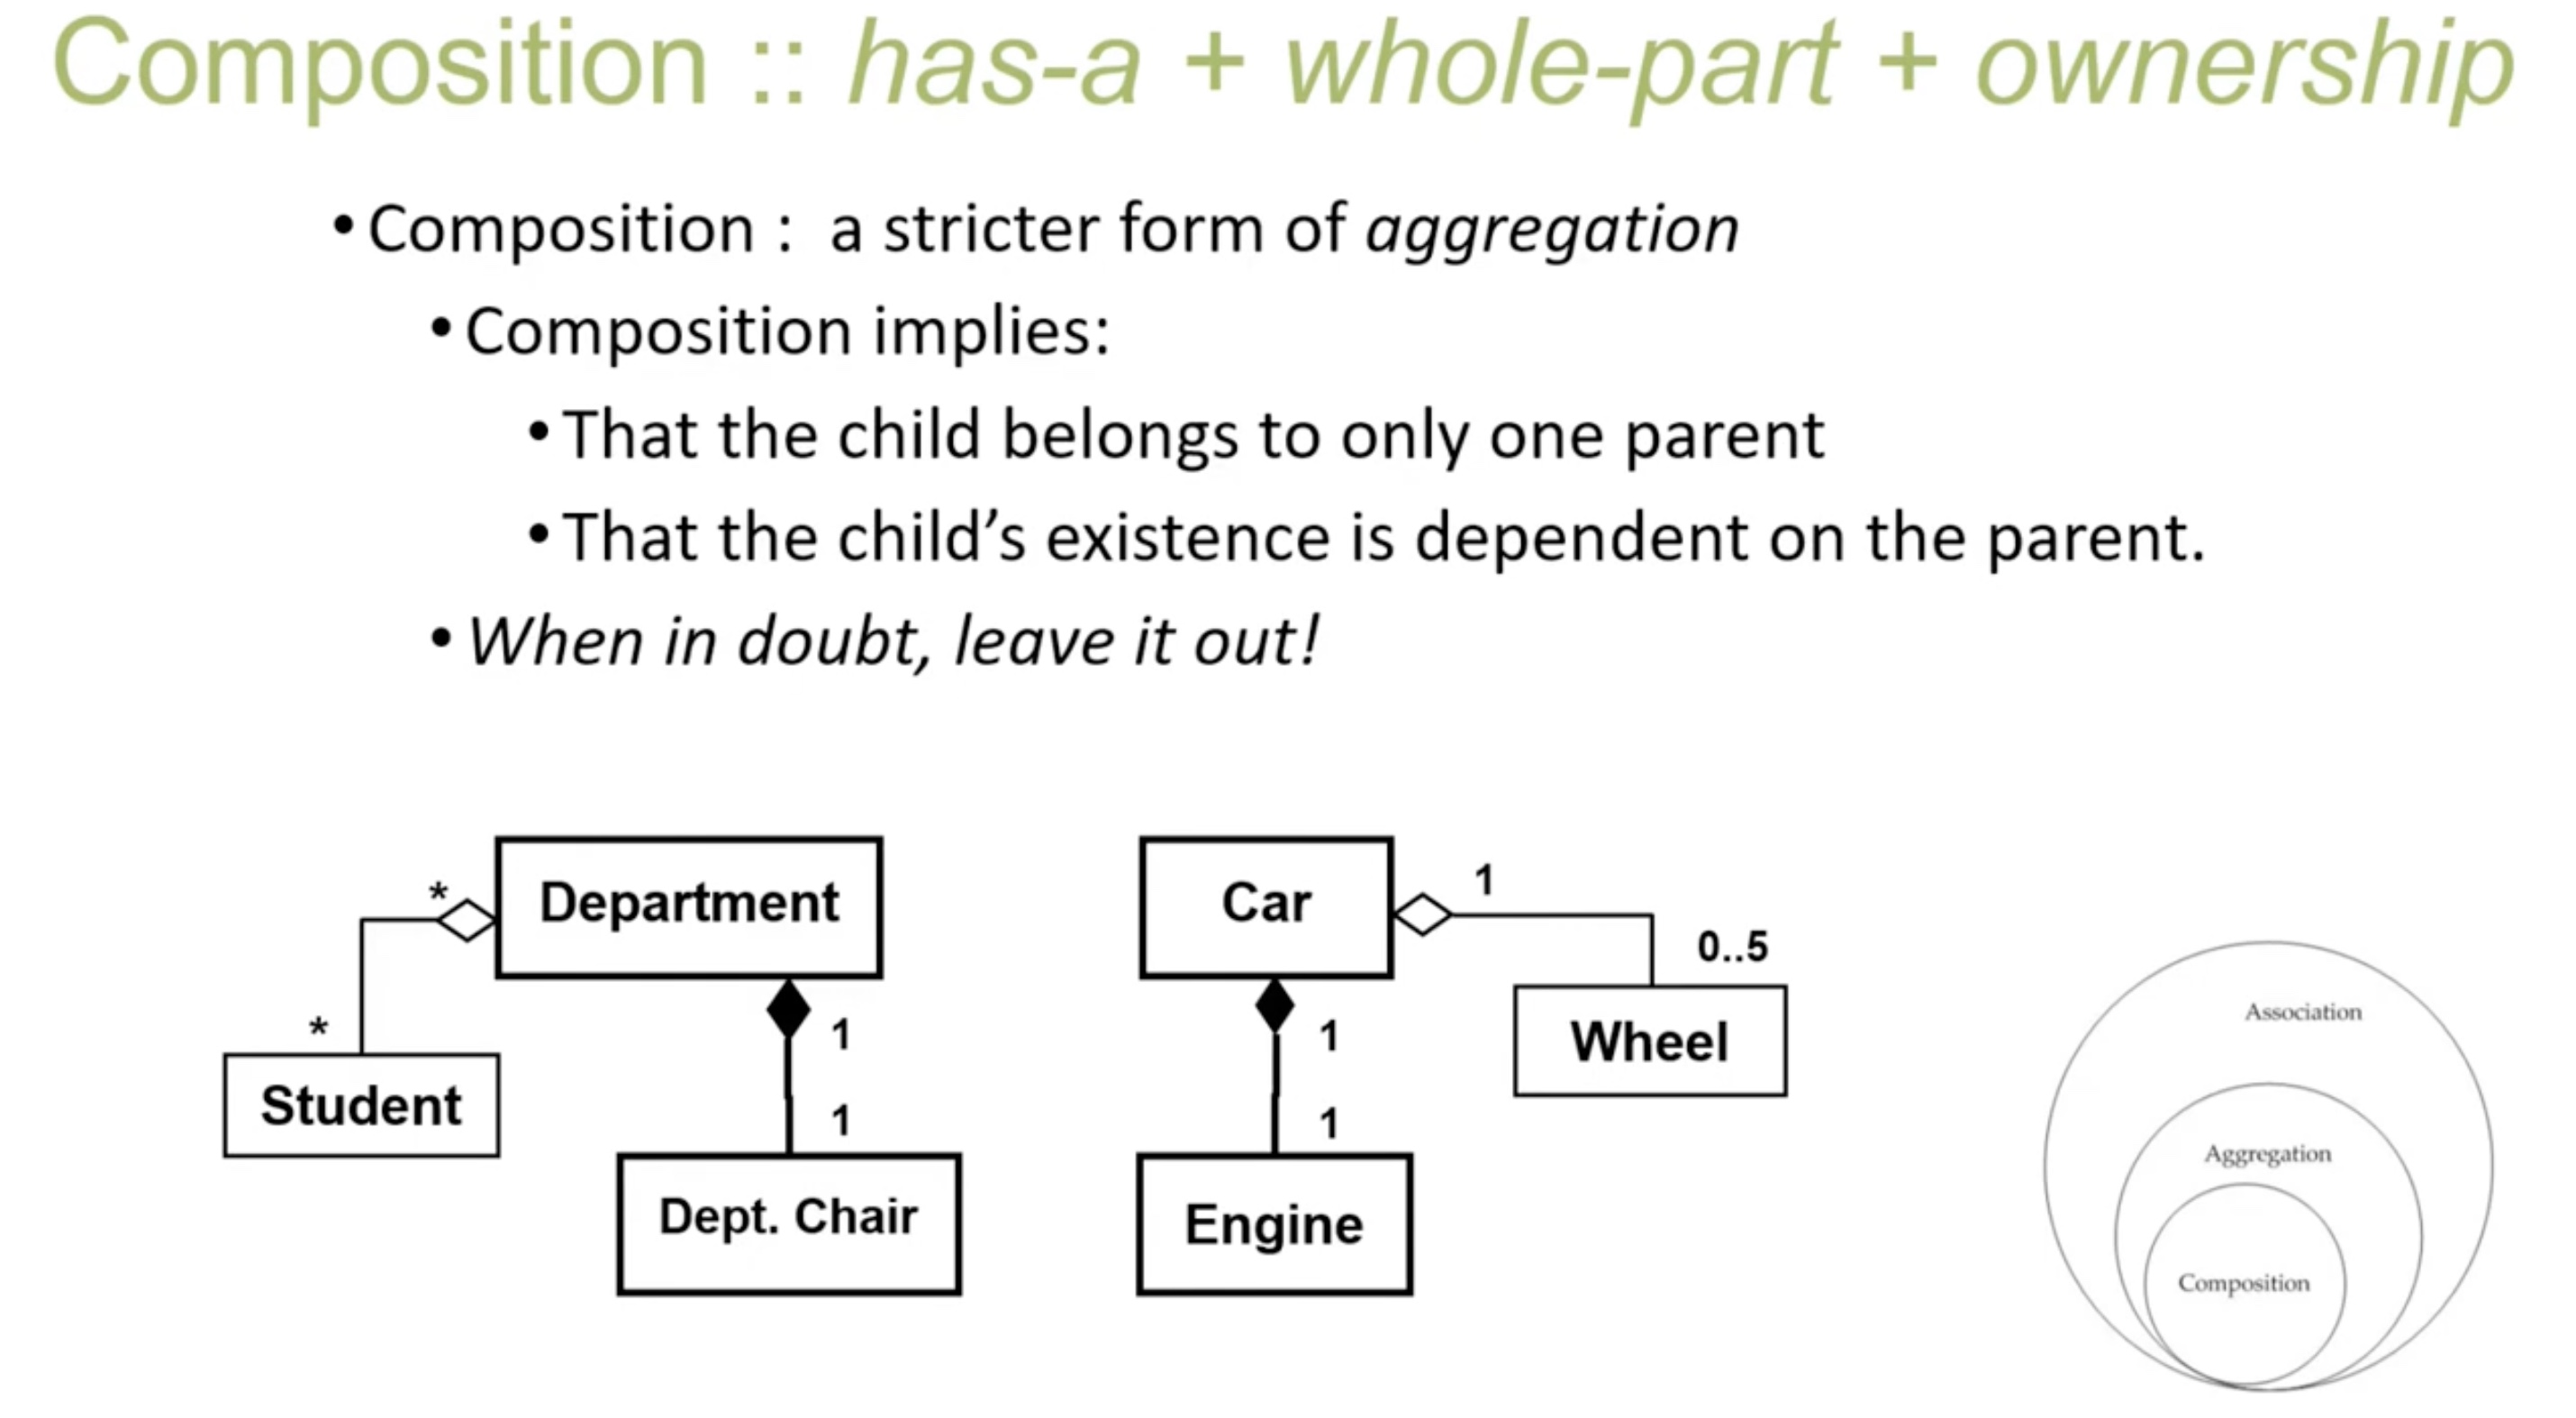 Composition :: has-a + whole-part + ownership
• Composition :  a stricter form of aggregation
• Composition implies:
• That the child belongs to only one parent
• That the child’s existence is dependent on the parent.
• When in doubt, leave it out!
*
Department
*
Student
1
1
Dept. Chair
Car
1
0..5
Wheel
1
1
Engine
Association
Aggregation
Composition